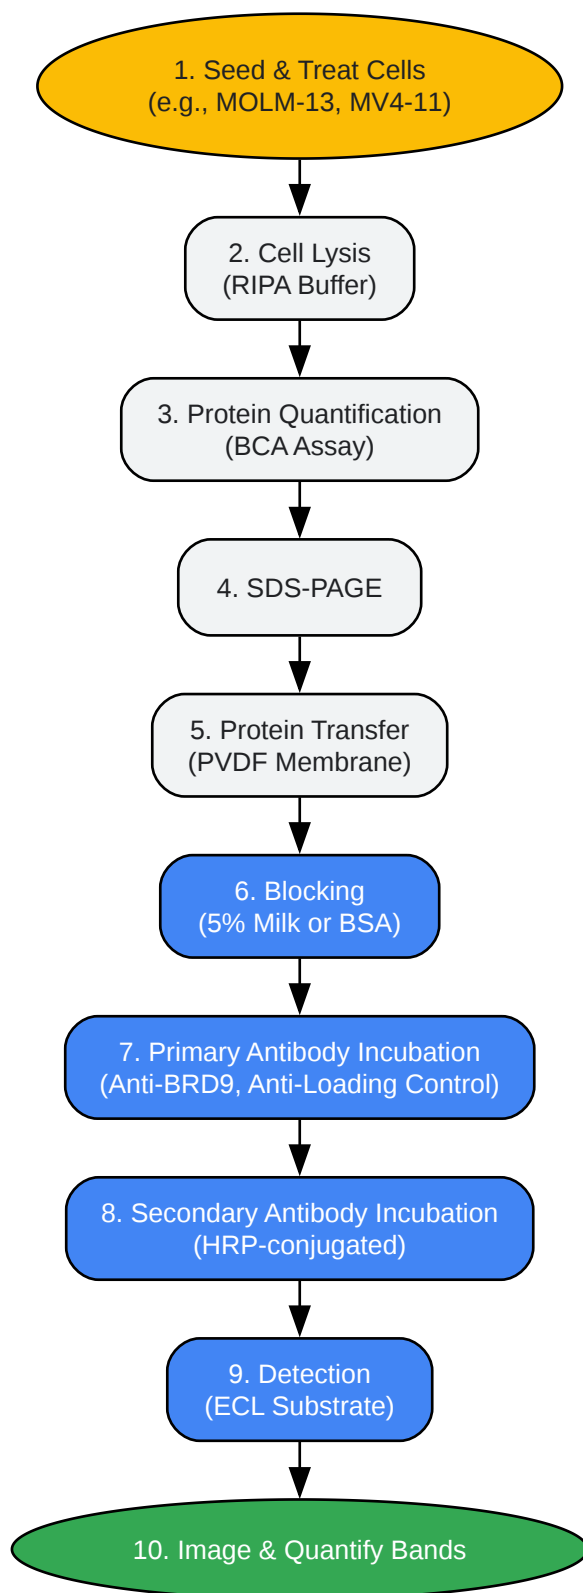 1. Seed & Treat Cells
(e.g., MOLM-13, MV4-11)
2. Cell Lysis
(RIPA Buffer)
3. Protein Quantification
(BCA Assay)
4. SDS-PAGE
5. Protein Transfer
(PVDF Membrane)
6. Blocking
(5% Milk or BSA)
7. Primary Antibody Incubation
(Anti-BRD9, Anti-Loading Control)
8. Secondary Antibody Incubation
(HRP-conjugated)
9. Detection
(ECL Substrate)
10. Image & Quantify Bands